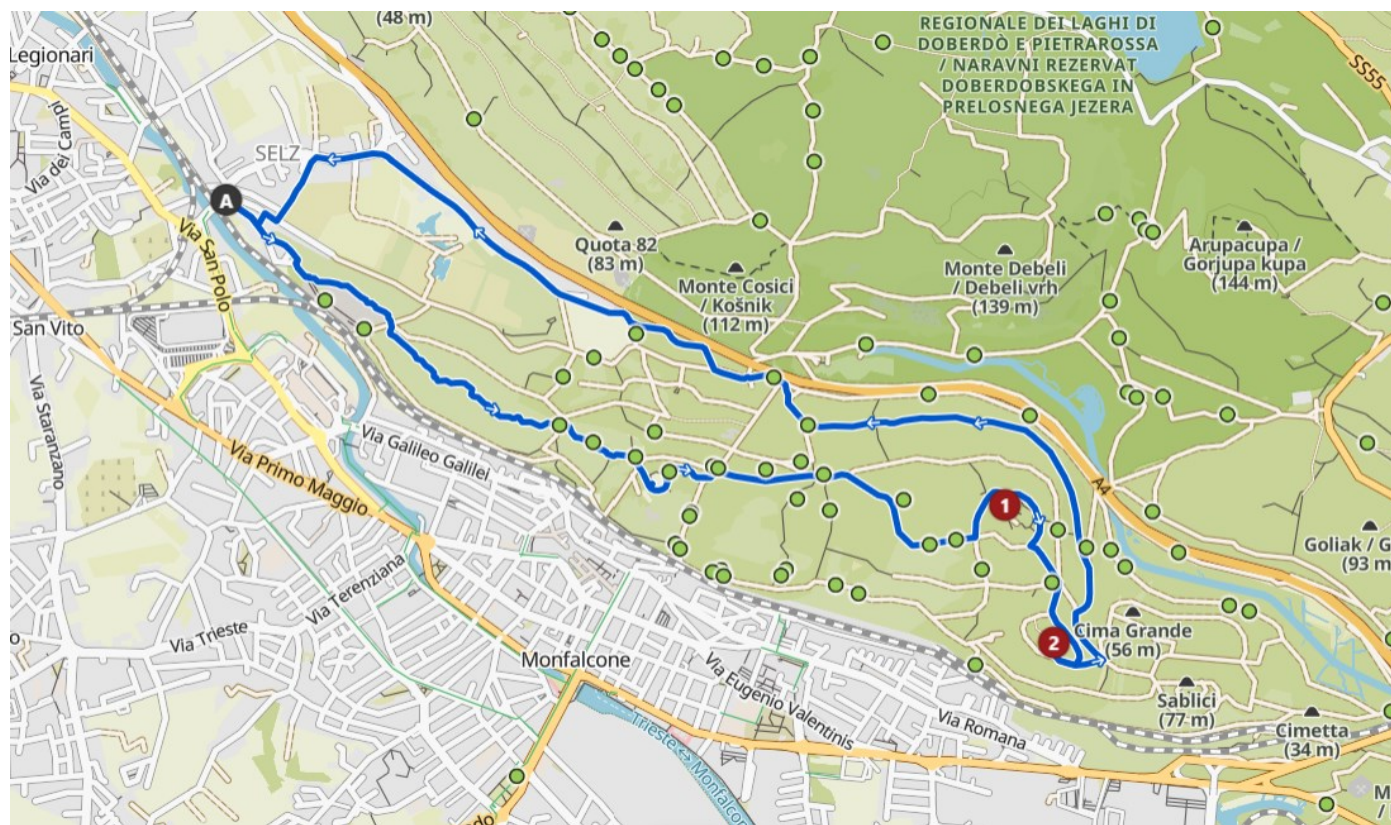 (48 m)
REGIONALE DEI LAGHI DI
DOBERDÒ E PIETRAROSSA
/ NARAVNI REZERVAT
DOBERDOBSKEGA IN
PRELOSNEGA JEZERA
SS55
Legionari
Via dei Campi
SELZ
A
Via San Polo
Quota 82
(83 m)
Monte Cosici
/ Košnik
(112 m)
Monte Debeli
/ Debeli vrh
(139 m)
Arupacupa /
Gorjupa kupa
(144 m)
San Vito
Via Staranzano
Via Galileo Galilei
Via Primo Maggio
A4
1
Goliak / G
(93 m
Via Terenziana
Via Trieste
o
Monfalcone
2
Cima Grande
(56 m)
Via Eugenio Valentinis
Via Romana
Sablici
(77 m)
Cimetta
(34 m)
Trieste ↔ Monfalcon
M
/
do